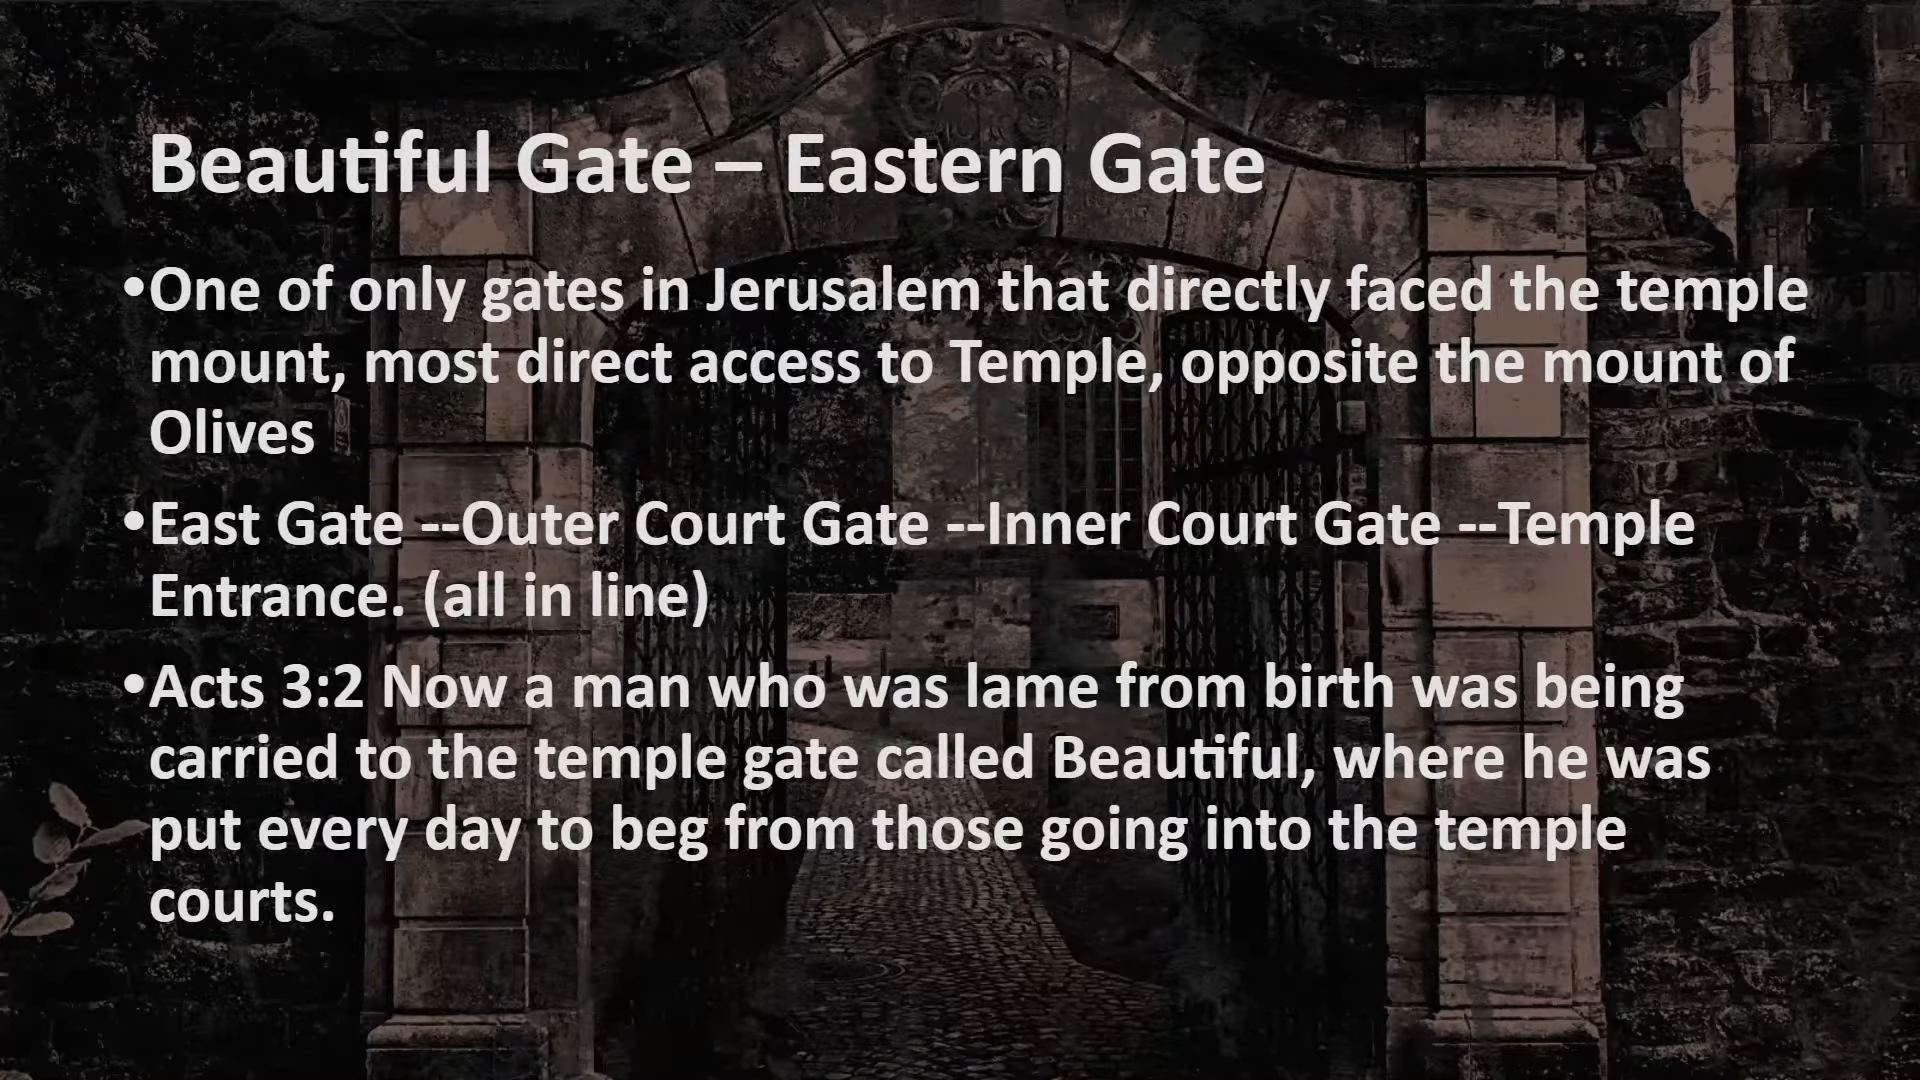 Beautiful Gate – Eastern Gate
•One of only gates in Jerusalem that directly faced the temple
mount, most direct access to Temple, opposite the mount of
Olives
•East Gate --Outer Court Gate --Inner Court Gate --Temple
Entrance. (all in line)
•Acts 3:2 Now a man who was lame from birth was being
carried to the temple gate called Beautiful, where he was
put every day to beg from those going into the temple
courts.